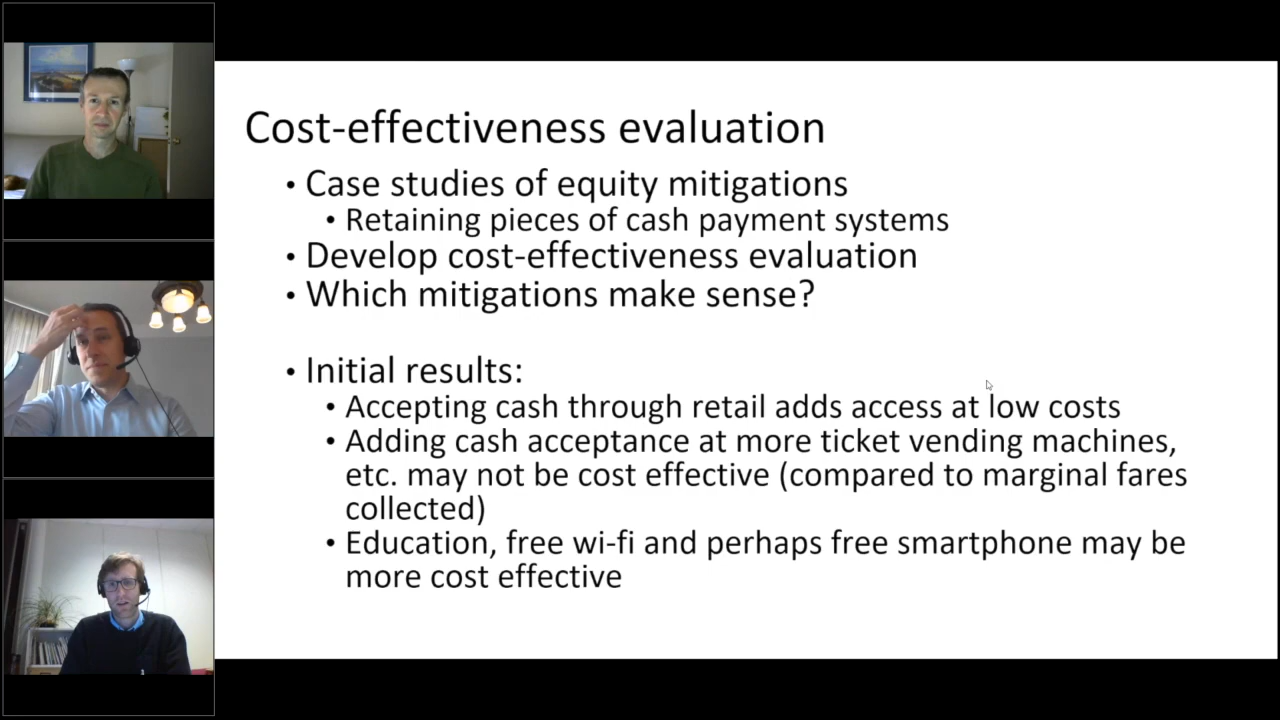 Cost-effectiveness evaluation
• Case studies of equity mitigations
• Retaining pieces of cash payment systems
• Develop cost-effectiveness evaluation
• Which mitigations make sense?
• Initial results:
• Accepting cash through retail adds access at low costs
• Adding cash acceptance at more ticket vending machines,
etc. may not be cost effective (compared to marginal fares
collected)
• Education, free wi-fi and perhaps free smartphone may be
more cost effective